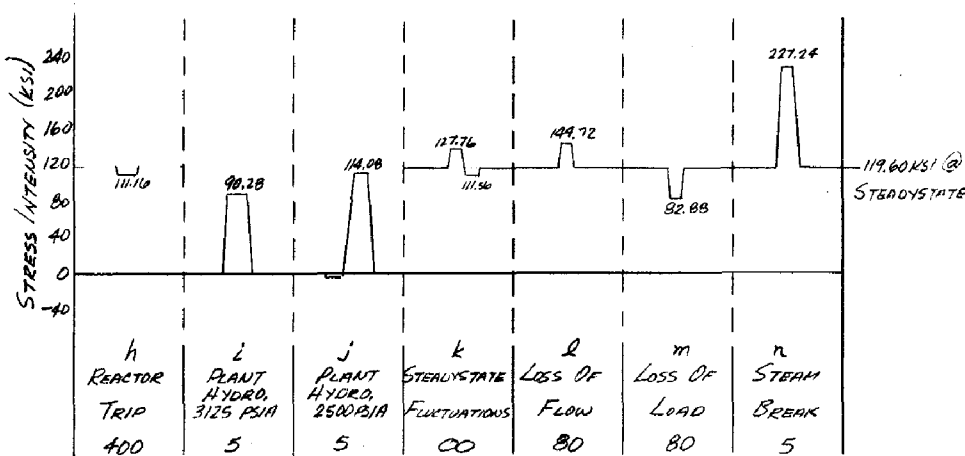 STRESS INTENSITY (KSI)
240
200
160
120
80
40
0
-40
111.16
90.28
114.08
127.76
111.56
144.72
82.88
227.24
119.60 KSI @
STEADYSTATE
h
REACTOR
TRIP
400
i
PLANT
HYDRO,
3125 PSIA
5
j
PLANT
HYDRO,
2500 PSIA
5
k
STEADYSTATE
FLUCTUATIONS
∞
l
LOSS OF
FLOW
80
m
LOSS OF
LOAD
80
n
STEAM
BREAK
5